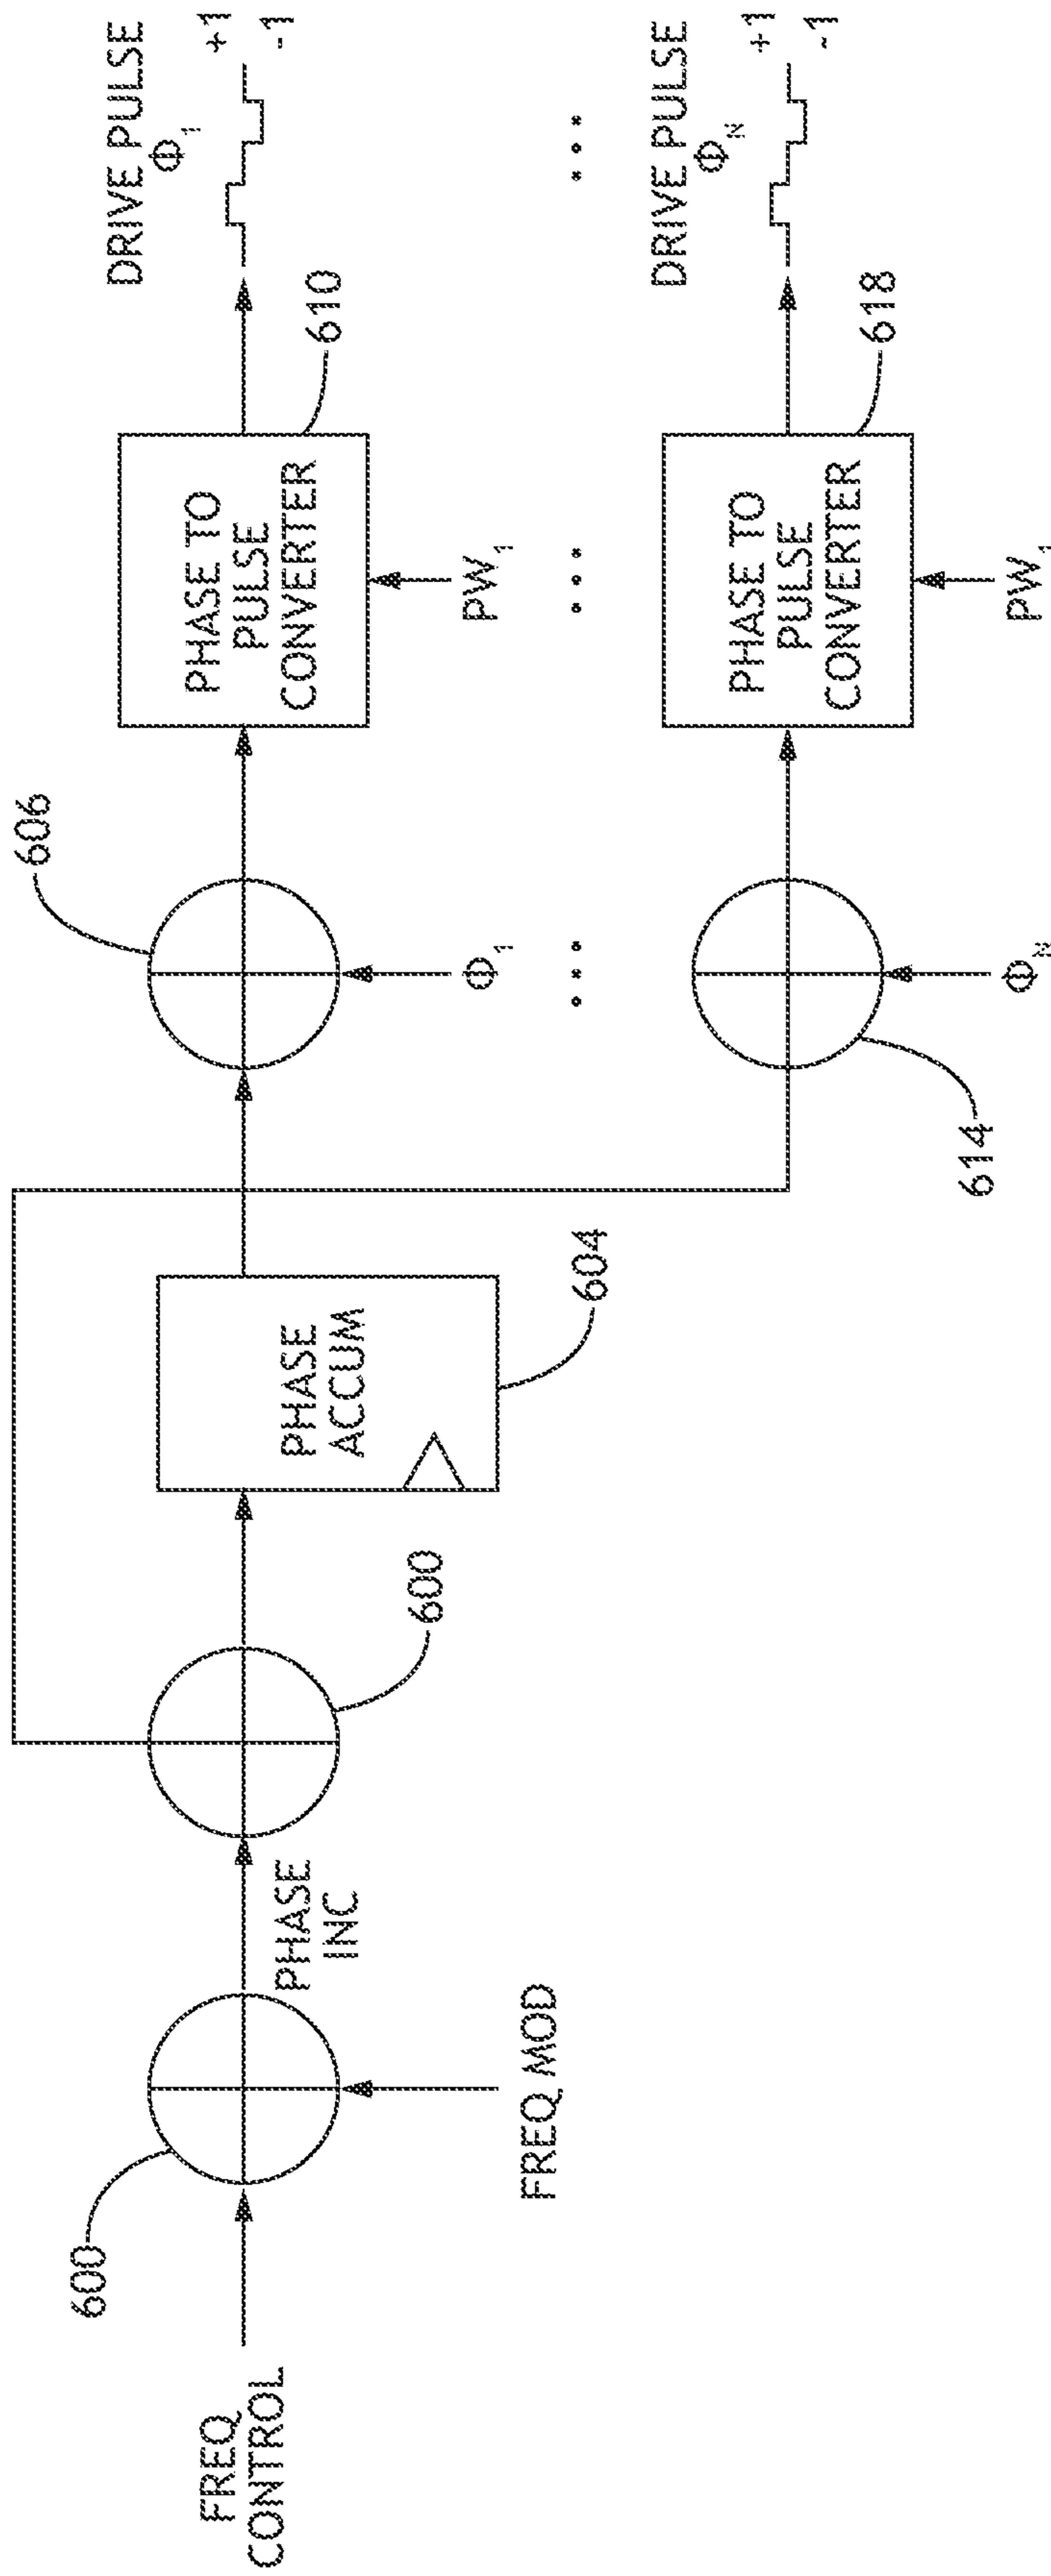 FREQ
CONTROL
600
FREQ MOD
PHASE
INC
600
PHASE
ACCUM
604
606
Φ1
PHASE TO
PULSE
CONVERTER
PW1
610
DRIVE PULSE
Φ1
+1
-1
614
ΦN
PHASE TO
PULSE
CONVERTER
PW1
618
DRIVE PULSE
ΦN
+1
-1